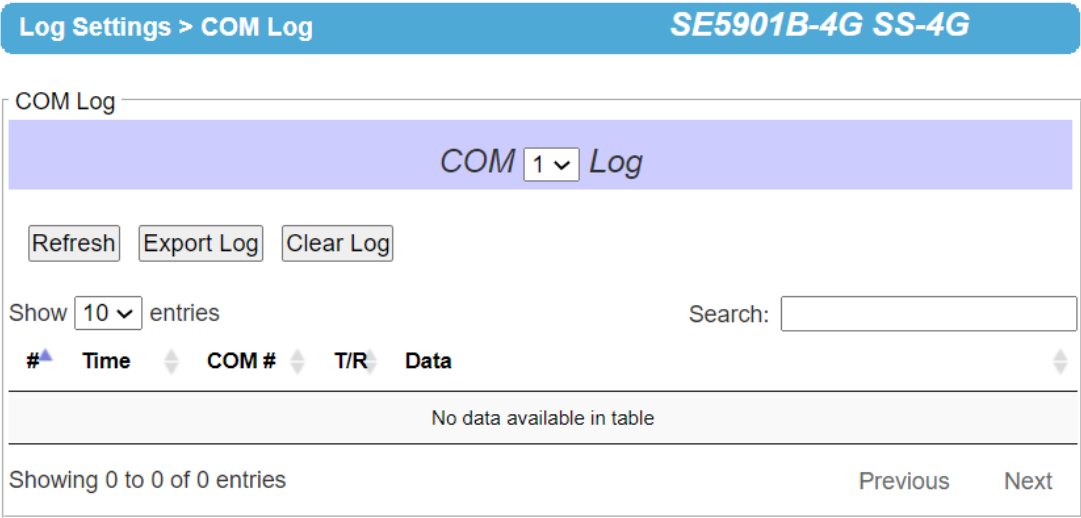 Log Settings > COM Log SE5901B-4G SS-4G
COM Log
COM 1 Log
Refresh Export Log Clear Log
Show 10 entries Search:
# Time COM # T/R Data
No data available in table
Showing 0 to 0 of 0 entries Previous Next